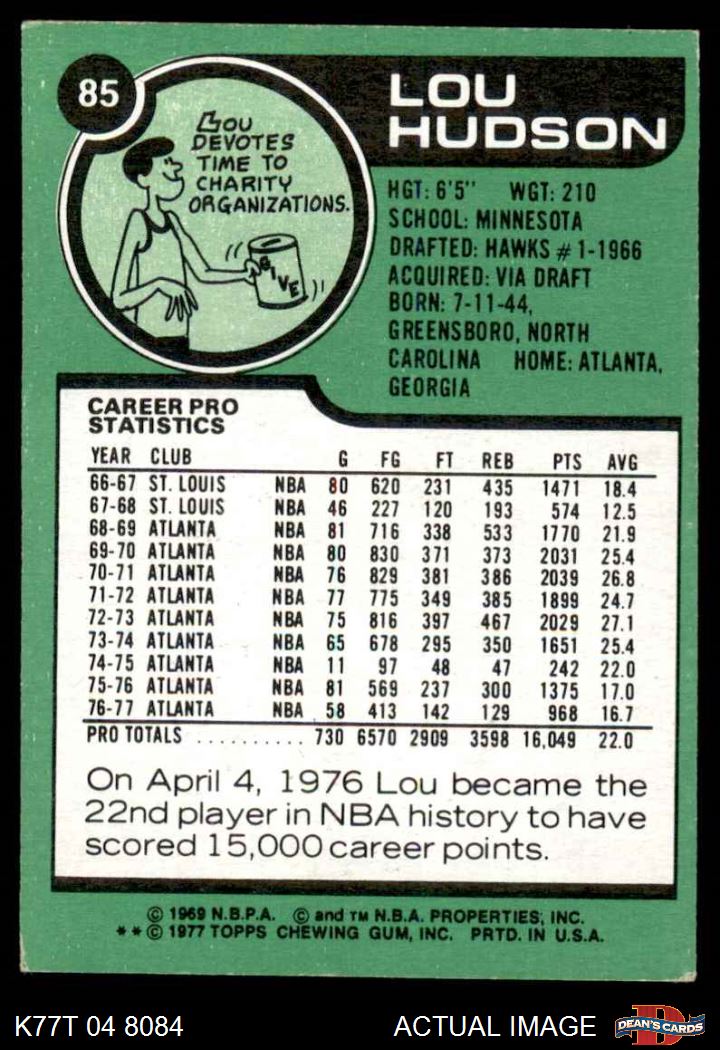 85
LOU
HUDSON
LOU
DEVOTES
TIME TO
CHARITY
ORGANIZATIONS.
GIVE
HGT: 6'5" WGT: 210
SCHOOL: MINNESOTA
DRAFTED: HAWKS #1-1966
ACQUIRED: VIA DRAFT
BORN: 7-11-44,
GREENSBORO, NORTH
CAROLINA HOME: ATLANTA,
GEORGIA
CAREER PRO
STATISTICS
YEAR CLUB G FG FT REB PTS AVG
66-67 ST. LOUIS NBA 80 620 231 435 1471 18.4
67-68 ST. LOUIS NBA 46 227 120 193 574 12.5
68-69 ATLANTA NBA 81 716 338 533 1770 21.9
69-70 ATLANTA NBA 80 830 371 373 2031 25.4
70-71 ATLANTA NBA 76 829 381 386 2039 26.8
71-72 ATLANTA NBA 77 775 349 385 1899 24.7
72-73 ATLANTA NBA 75 816 397 467 2029 27.1
73-74 ATLANTA NBA 65 678 295 350 1651 25.4
74-75 ATLANTA NBA 11 97 48 47 242 22.0
75-76 ATLANTA NBA 81 569 237 300 1375 17.0
76-77 ATLANTA NBA 58 413 142 129 968 16.7
PRO TOTALS .......... 730 6570 2909 3598 16,049 22.0
On April 4, 1976 Lou became the
22nd player in NBA history to have
scored 15,000 career points.
© 1969 N.B.P.A. © and TM N.B.A. PROPERTIES, INC.
**© 1977 TOPPS CHEWING GUM, INC. PRTD. IN U.S.A.
K77T 04 8084 ACTUAL IMAGE
D
DEAN'S CARDS